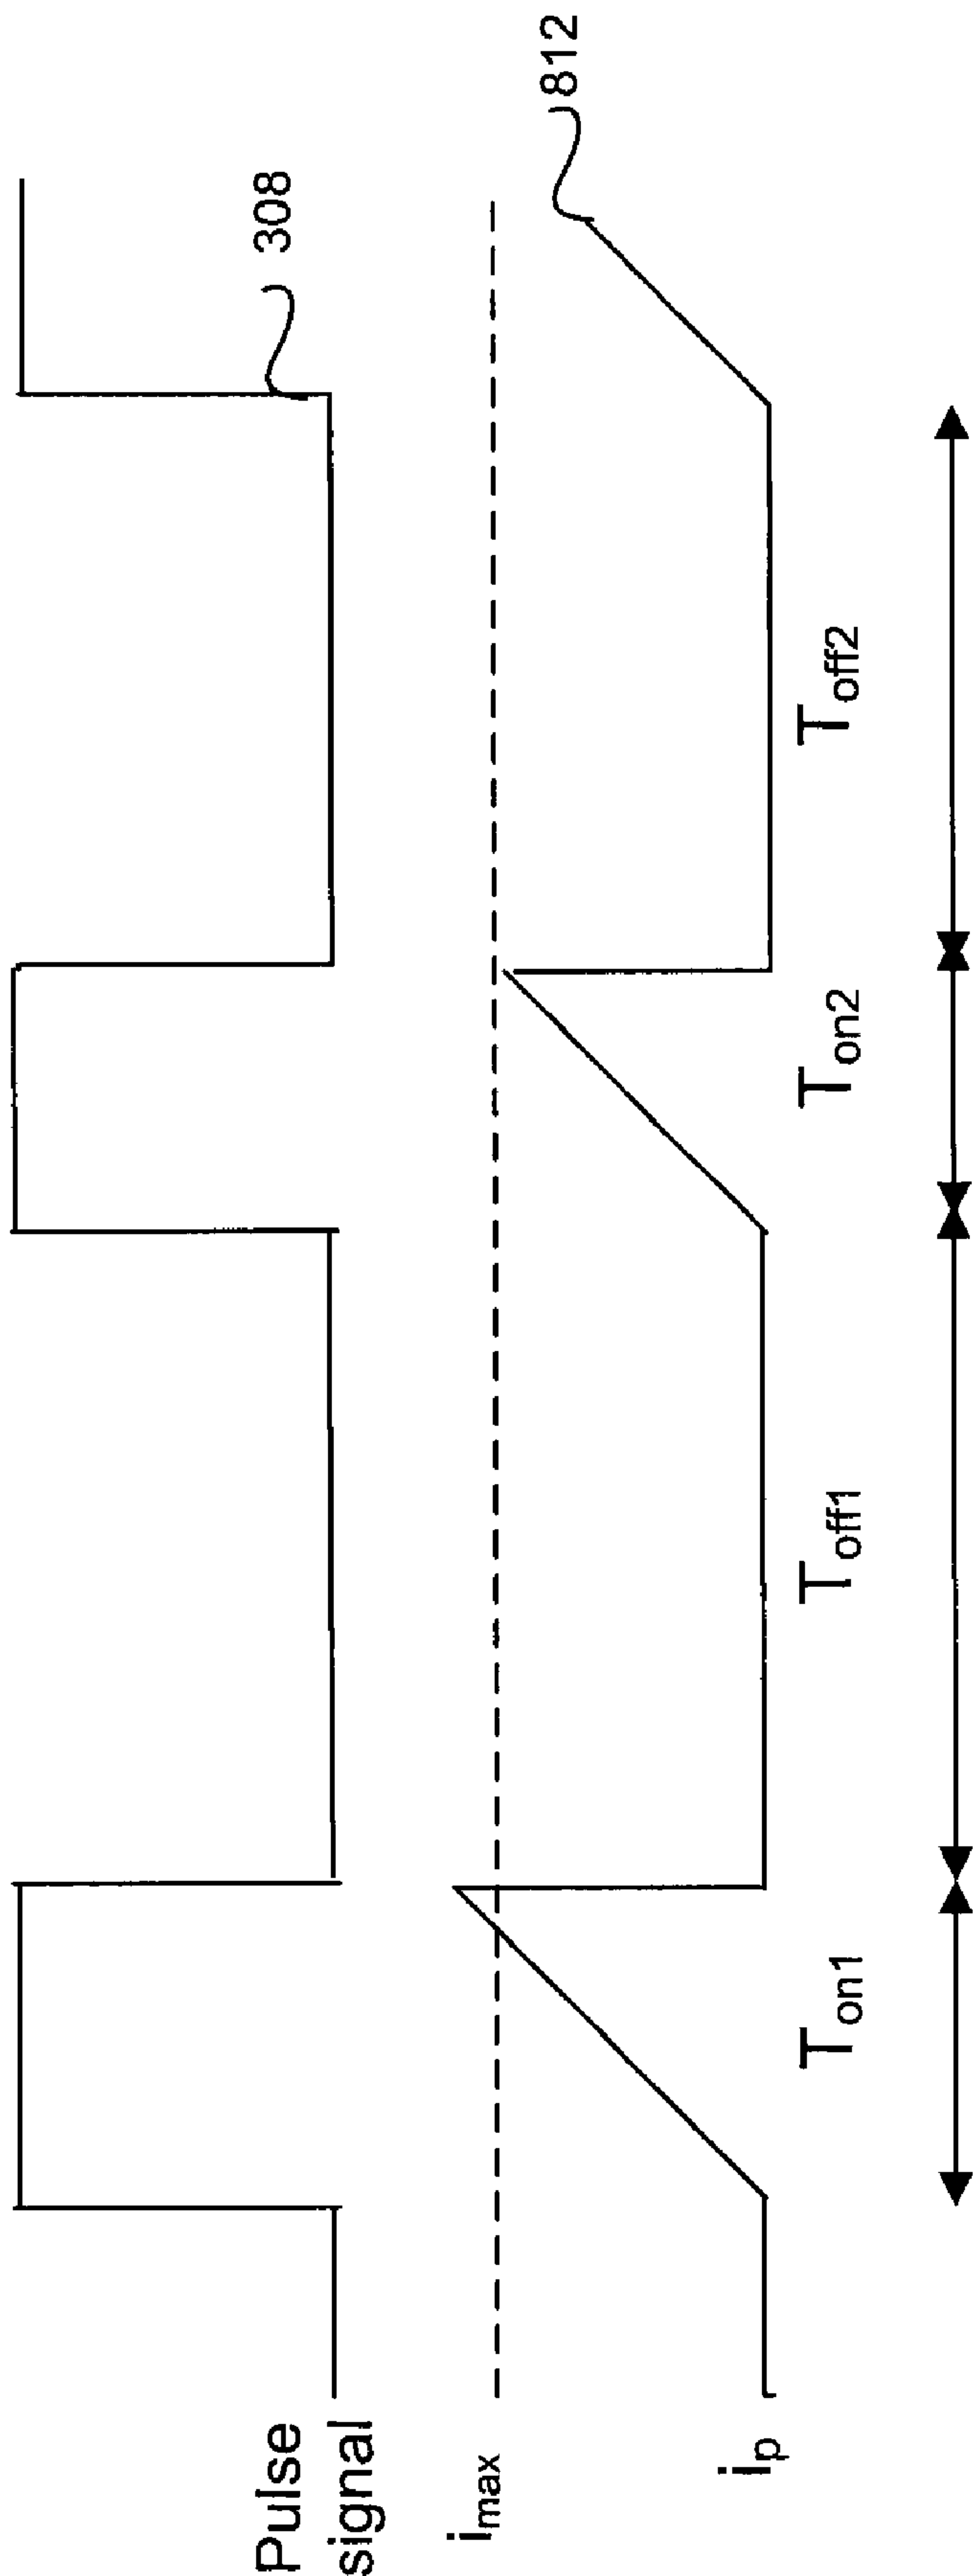 Pulse
signal
308
i_max
812
i_p
T_on1
T_off1
T_on2
T_off2